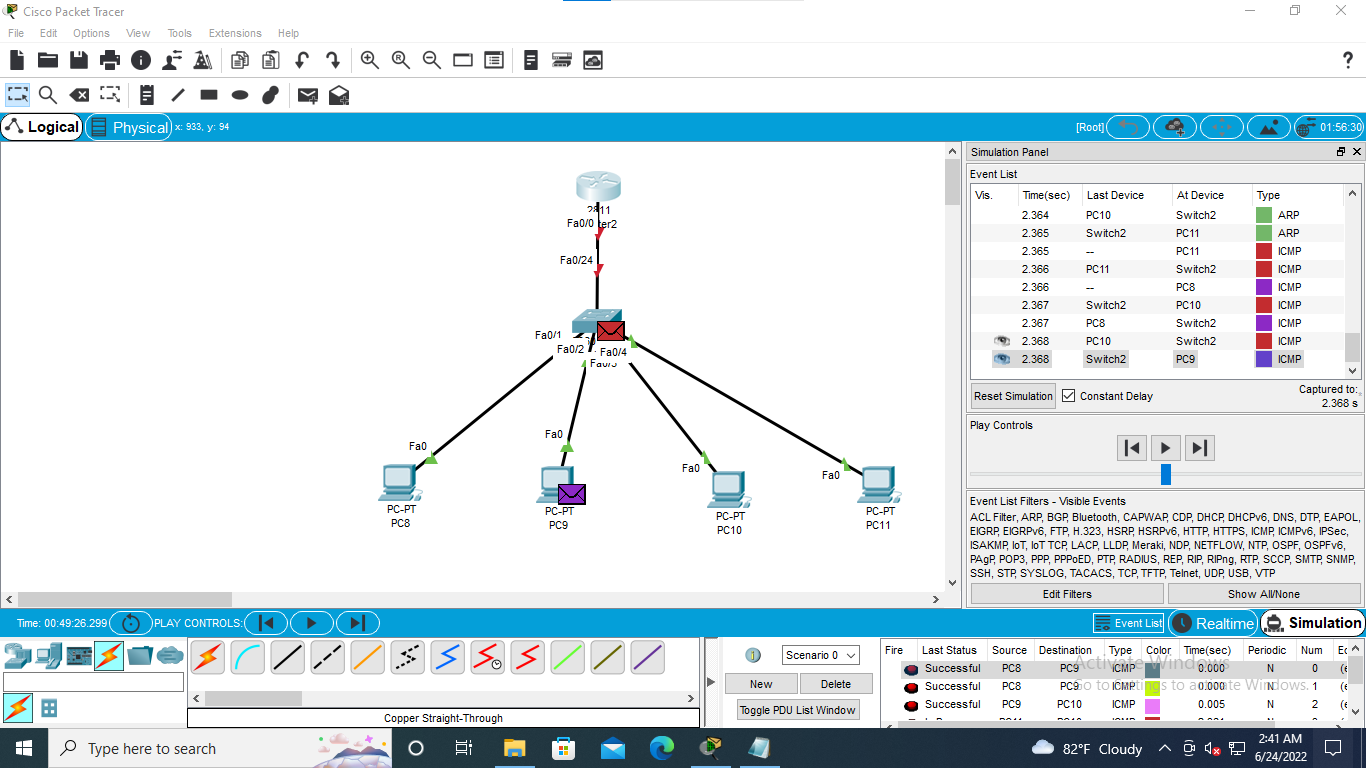 Cisco Packet Tracer
File Edit Options View Tools Extensions Help
?
Logical Physical x: 933, y: 94 [Root] 01:56:30
2811
ter2
Fa0/0
Fa0/24
Fa0/1
Fa0/2
Fa0/4
Fa0
PC-PT
PC8
Fa0
PC-PT
PC9
Fa0
PC-PT
PC10
Fa0
PC-PT
PC11
Simulation Panel
Event List
Vis. Time(sec) Last Device At Device Type
2.364 PC10 Switch2 ARP
2.365 Switch2 PC11 ARP
2.365 -- PC11 ICMP
2.366 PC11 Switch2 ICMP
2.366 -- PC8 ICMP
2.367 Switch2 PC10 ICMP
2.367 PC8 Switch2 ICMP
2.368 PC10 Switch2 ICMP
2.368 Switch2 PC9 ICMP
Reset Simulation Constant Delay Captured to:
2.368 s
Play Controls
Event List Filters - Visible Events
ACL Filter, ARP, BGP, Bluetooth, CAPWAP, CDP, DHCP, DHCPv6, DNS, DTP, EAPOL,
EIGRP, EIGRPv6, FTP, H.323, HSRP, HSRPv6, HTTP, HTTPS, ICMP, ICMPv6, IPSec,
ISAKMP, IoT, IoT TCP, LACP, LLDP, Meraki, NDP, NETFLOW, NTP, OSPF, OSPFv6,
PAgP, POP3, PPP, PPPoED, PTP, RADIUS, REP, RIP, RIPng, RTP, SCCP, SMTP, SNMP,
SSH, STP, SYSLOG, TACACS, TCP, TFTP, Telnet, UDP, USB, VTP
Edit Filters Show All/None
Time: 00:49:26.299 PLAY CONTROLS: Event List Realtime Simulation
Scenario 0
New Delete
Toggle PDU List Window
Copper Straight-Through
Fire Last Status Source Destination Type Color Time(sec) Periodic Num
Successful PC8 PC9 ICMP 0.000 N 0
Successful PC8 PC9 ICMP 0.000 N 1
Successful PC9 PC10 ICMP 0.005 N 2
Activate Windows
Go to Settings to activate Windows.
Type here to search
82°F Cloudy
2:41 AM
6/24/2022